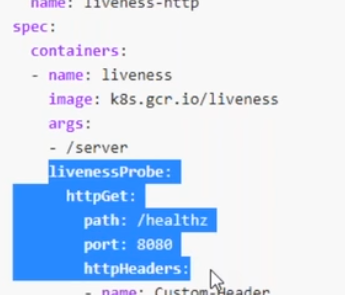 name: liveness-http
spec:
containers:
- name: liveness
image: k8s.gcr.io/liveness
args:
- /server
livenessProbe:
httpGet:
path: /healthz
port: 8080
httpHeaders:
- name: Custom-Header